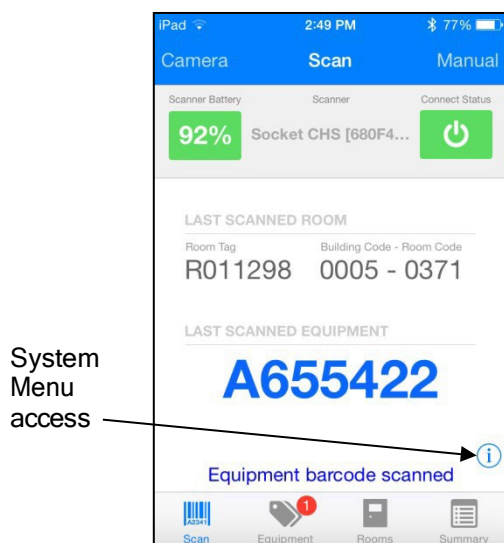 iPad 2:49 PM 77%
Camera Scan Manual
Scanner Battery Scanner Connect Status
92% Socket CHS [680F4...
LAST SCANNED ROOM
Room Tag Building Code - Room Code
R011298 0005 - 0371
LAST SCANNED EQUIPMENT
A655422
System
Menu
access
i
Equipment barcode scanned
A2341 1
Scan Equipment Rooms Summary